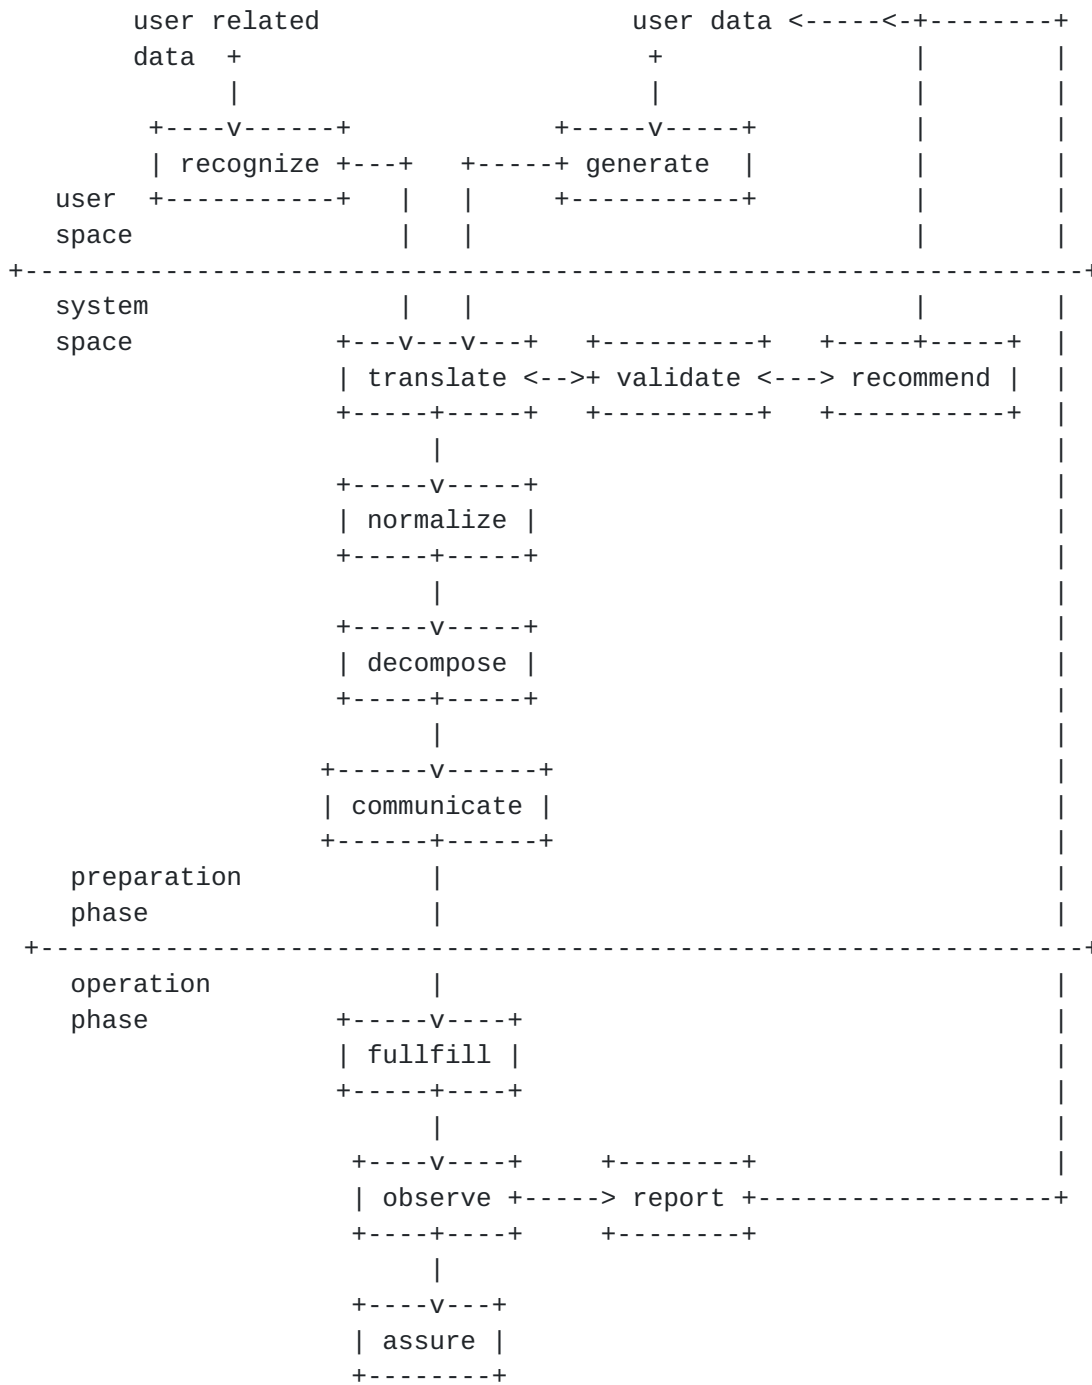 user related user data <-----<-+--------+
data + + | |
| | | |
+----v------+ +-----v-----+ | |
| recognize +---+ +-----+ generate | | |
user +-----------+ | | +-----------+ | |
space | | | |
+--------------------------------------------------------------------+
system | | | |
space +---v---v---+ +----------+ +-----+-----+ |
| translate <-->+ validate <---> recommend | |
+-----+-----+ +----------+ +-----------+ |
| |
+-----v-----+ |
| normalize | |
+-----+-----+ |
| |
+-----v-----+ |
| decompose | |
+-----+-----+ |
| |
+------v------+ |
| communicate | |
+------+------+ |
preparation | |
phase | |
+-------------------------------------------------------------------+
operation | |
phase +-----v----+ |
| fullfill | |
+-----+----+ |
| |
+----v----+ +--------+ |
| observe +-----> report +-------------------+
+----+----+ +--------+
|
+----v---+
| assure |
+--------+